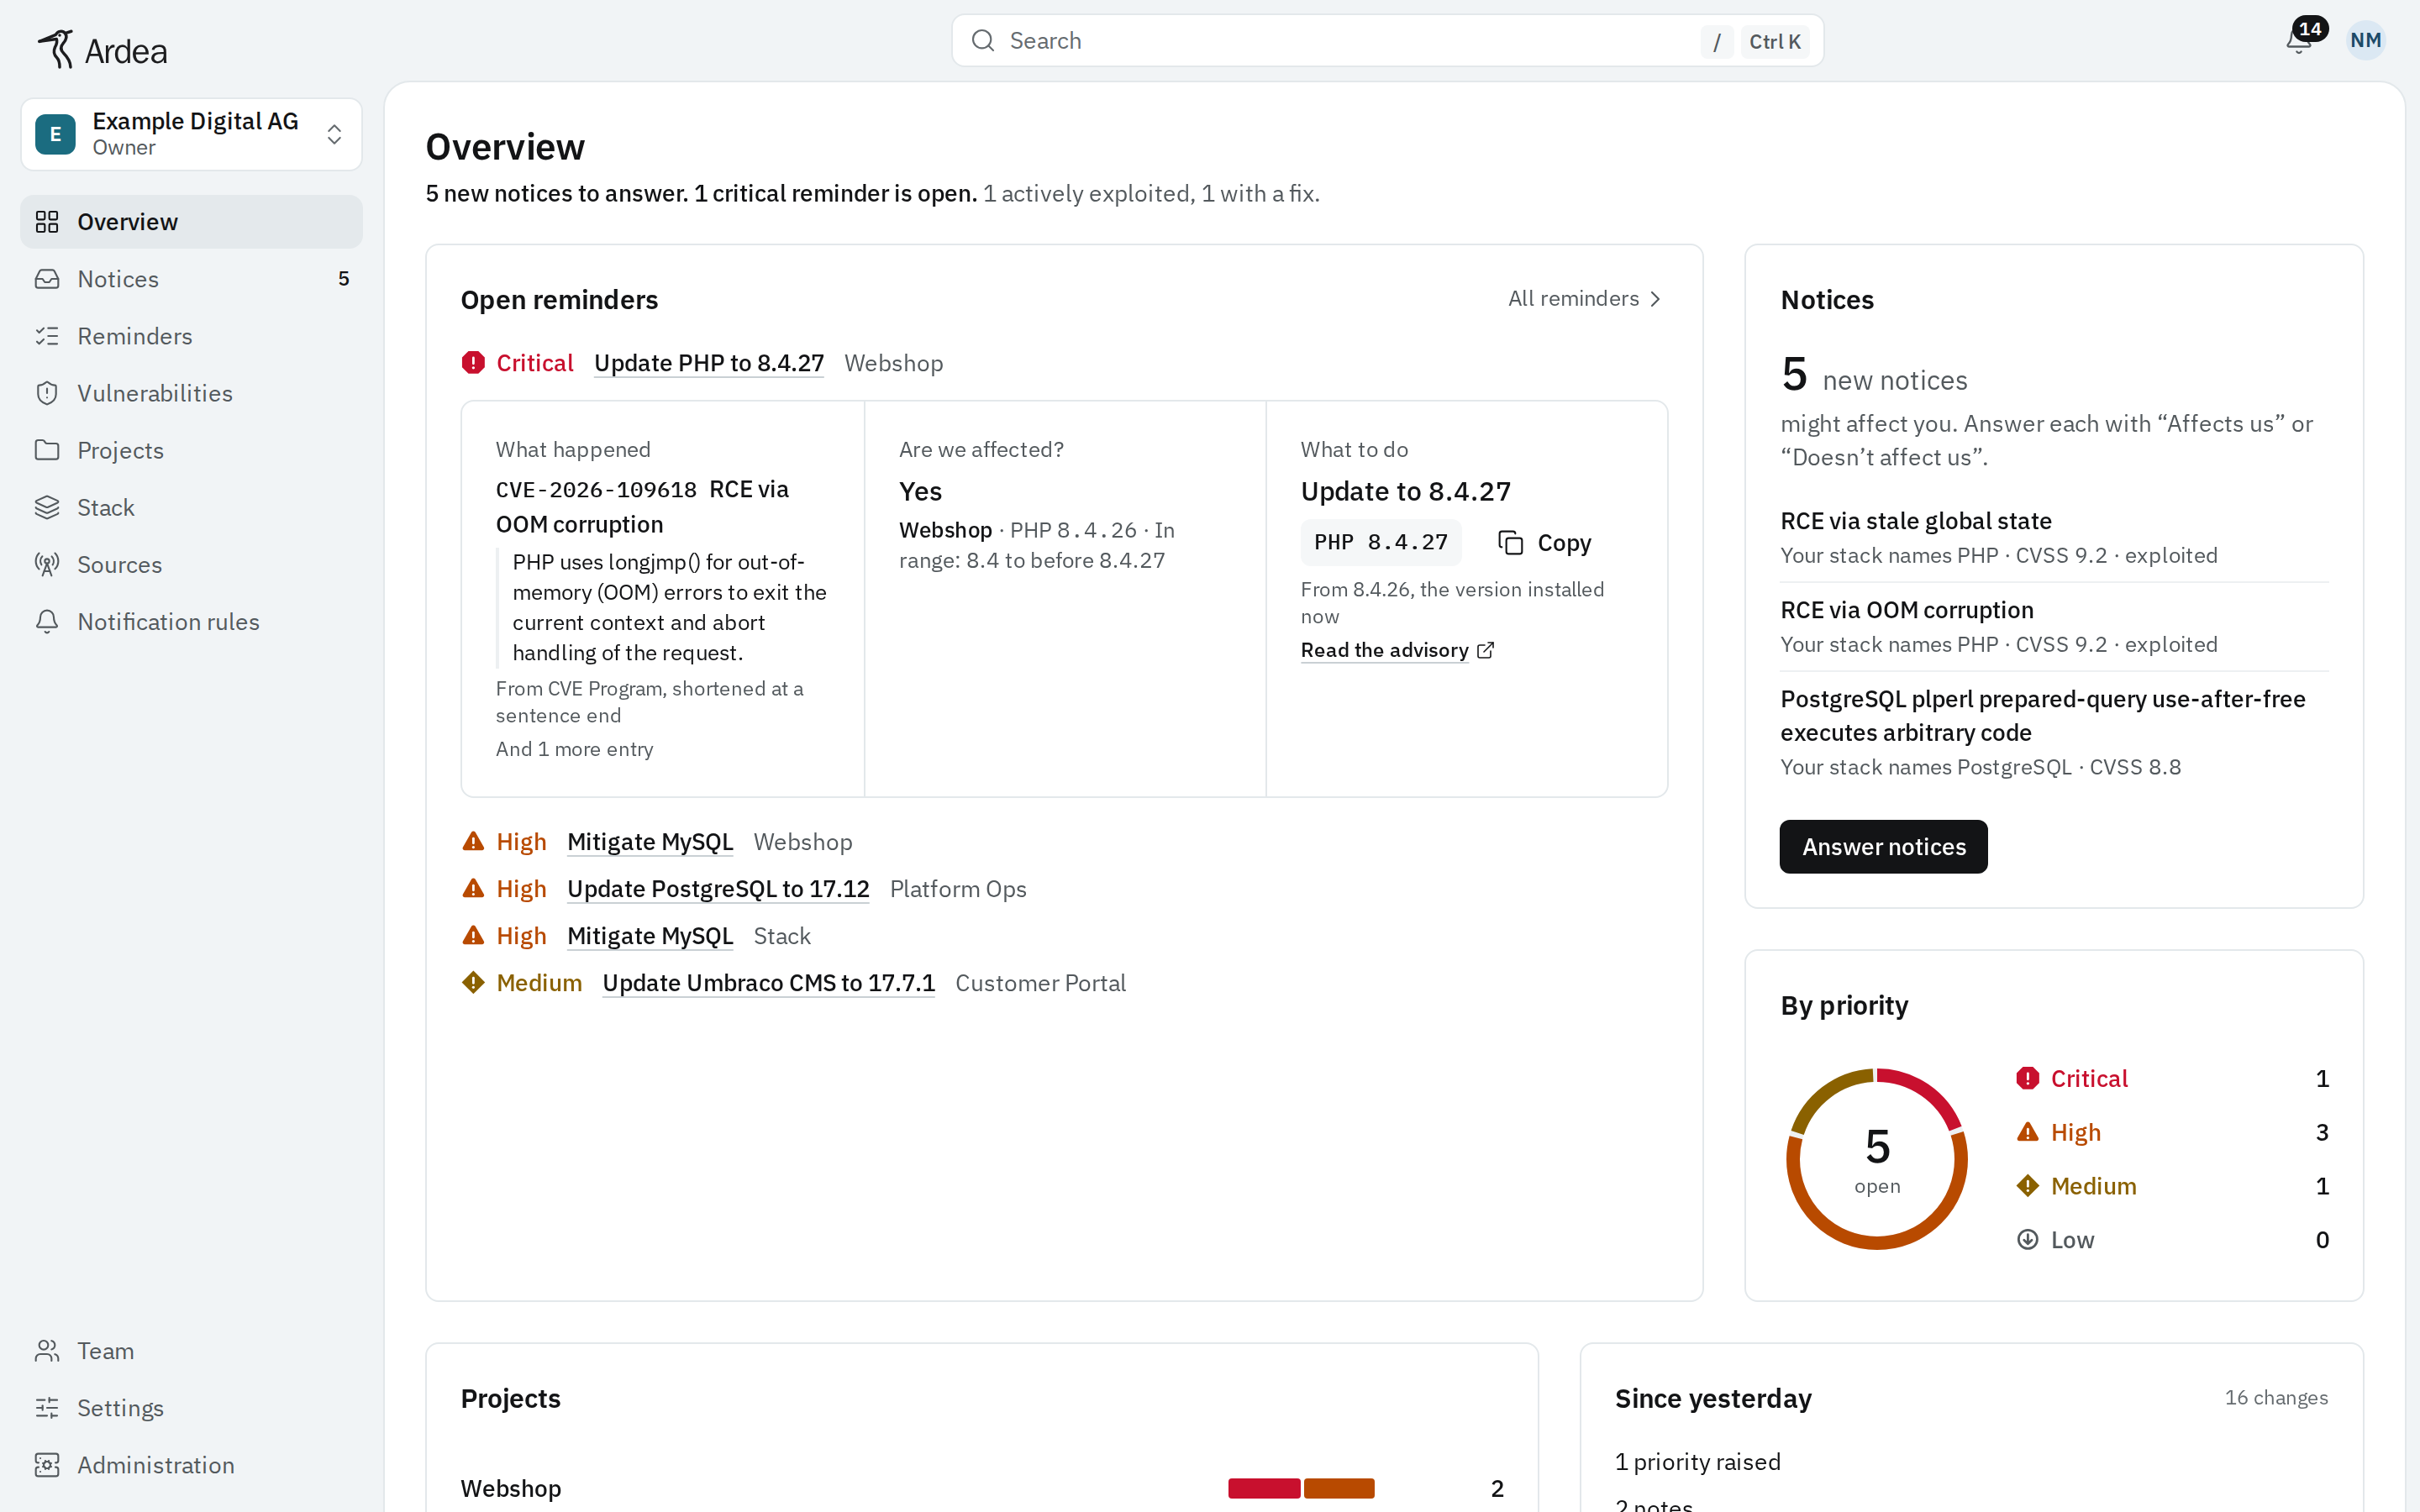 Ardea
Search
/
Ctrl K
14
NM
E
Example Digital AG
Owner
Overview
Notices
5
Reminders
Vulnerabilities
Projects
Stack
Sources
Notification rules
Team
Settings
Administration
Overview
5 new notices to answer. 1 critical reminder is open. 1 actively exploited, 1 with a fix.
Open reminders
All reminders
Critical Update PHP to 8.4.27 Webshop
What happened
CVE-2026-109618 RCE via
OOM corruption
PHP uses longjmp() for out-of-
memory (OOM) errors to exit the
current context and abort
handling of the request.
From CVE Program, shortened at a
sentence end
And 1 more entry
Are we affected?
Yes
Webshop · PHP 8.4.26 · In
range: 8.4 to before 8.4.27
What to do
Update to 8.4.27
PHP 8.4.27
Copy
From 8.4.26, the version installed
now
Read the advisory
High Mitigate MySQL Webshop
High Update PostgreSQL to 17.12 Platform Ops
High Mitigate MySQL Stack
Medium Update Umbraco CMS to 17.7.1 Customer Portal
Notices
5 new notices
might affect you. Answer each with “Affects us” or
“Doesn’t affect us”.
RCE via stale global state
Your stack names PHP · CVSS 9.2 · exploited
RCE via OOM corruption
Your stack names PHP · CVSS 9.2 · exploited
PostgreSQL plperl prepared-query use-after-free
executes arbitrary code
Your stack names PostgreSQL · CVSS 8.8
Answer notices
By priority
5
open
Critical 1
High 3
Medium 1
Low 0
Projects
Webshop 2
Since yesterday
16 changes
1 priority raised
2 notes